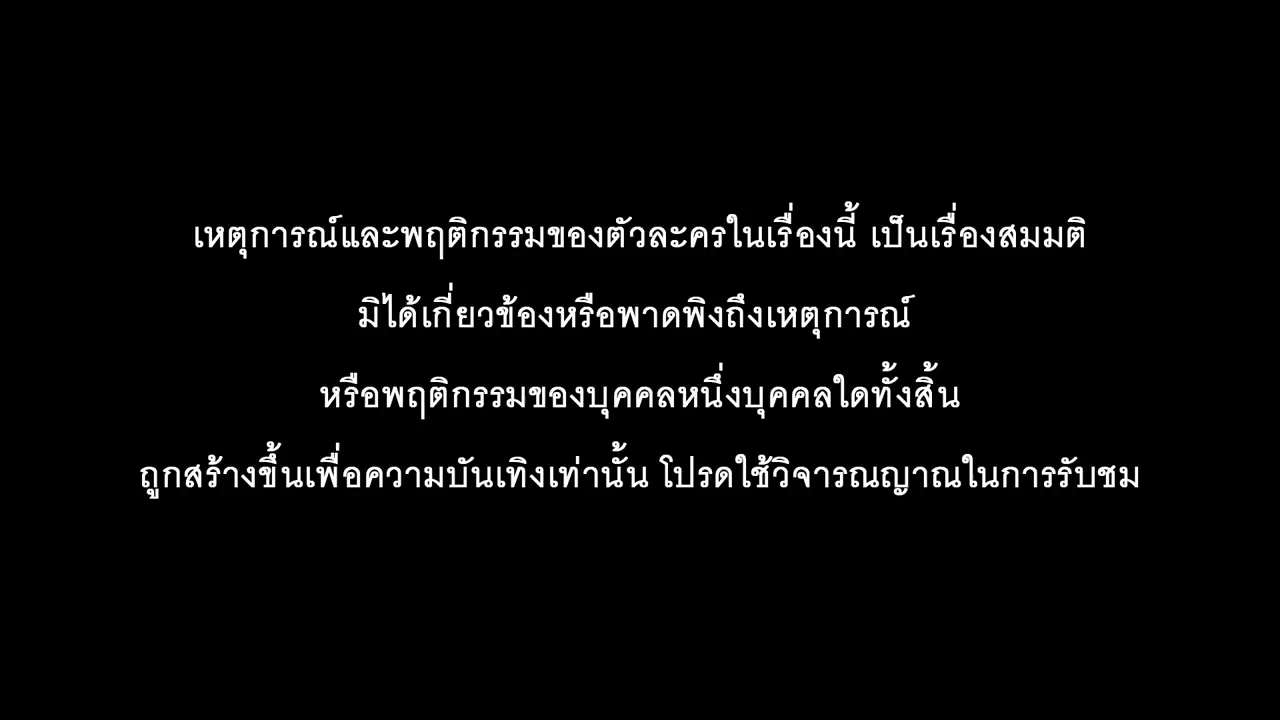 เหตุการณ์และพฤติกรรมของตัวละครในเรื่องนี้ เป็นเรื่องสมมติ
มิได้เกี่ยวข้องหรือพาดพิงถึงเหตุการณ์
หรือพฤติกรรมของบุคคลหนึ่งบุคคลใดทั้งสิ้น
ถูกสร้างขึ้นเพื่อความบันเทิงเท่านั้น โปรดใช้วิจารณญาณในการรับชม